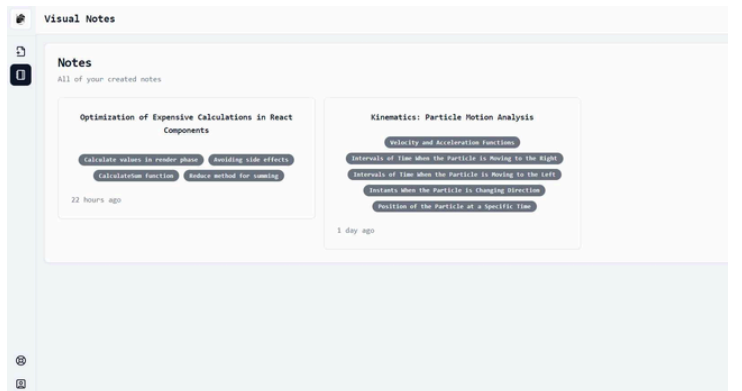 Visual Notes
Notes
All of your created notes
Optimization of Expensive Calculations in React
Components
Calculate values in render phase
Avoiding side effects
CalculateSum function
Reduce method for summing
22 hours ago
Kinematics: Particle Motion Analysis
Velocity and Acceleration Functions
Intervals of Time When the Particle is Moving to the Right
Intervals of Time When the Particle is Moving to the Left
Instants When the Particle is Changing Direction
Position of the Particle at a Specific Time
1 day ago